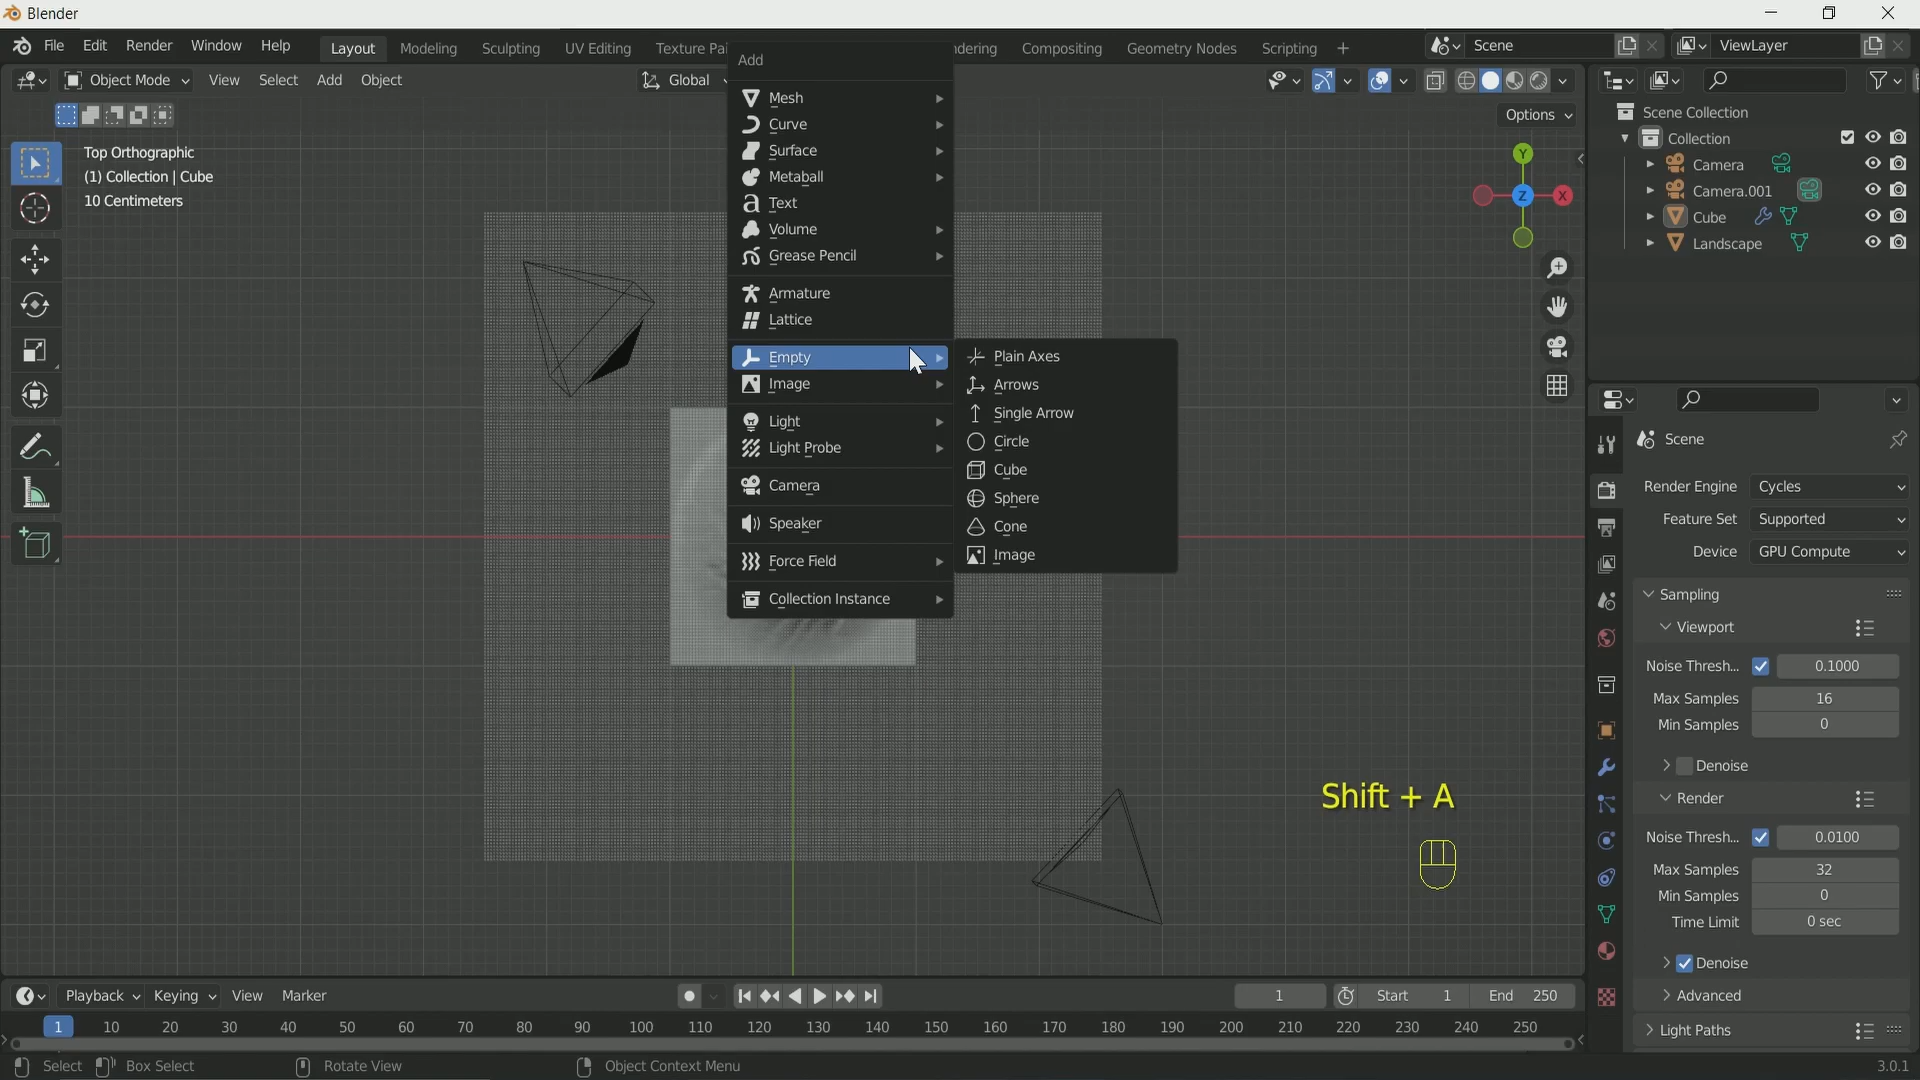 Blender
File Edit Render Window Help Layout Modeling Sculpting UV Editing Texture Pai ndering Compositing Geometry Nodes Scripting + Scene ViewLayer
Object Mode View Select Add Object Global
Options
Top Orthographic
(1) Collection | Cube
10 Centimeters
Add
Mesh
Curve
Surface
Metaball
Text
Volume
Grease Pencil
Armature
Lattice
Empty
Image
Light
Light Probe
Camera
Speaker
Force Field
Collection Instance
Plain Axes
Arrows
Single Arrow
Circle
Cube
Sphere
Cone
Image
Y
Z
X
Shift + A
Scene Collection
Collection
Camera
Camera.001
Cube
Landscape
Scene
Render Engine Cycles
Feature Set Supported
Device GPU Compute
Sampling
Viewport
Noise Thresh... 0.1000
Max Samples 16
Min Samples 0
Denoise
Render
Noise Thresh... 0.0100
Max Samples 32
Min Samples 0
Time Limit 0 sec
Denoise
Advanced
Light Paths
Playback Keying View Marker 1 Start 1 End 250
1 10 20 30 40 50 60 70 80 90 100 110 120 130 140 150 160 170 180 190 200 210 220 230 240 250
Select Box Select Rotate View Object Context Menu 3.0.1